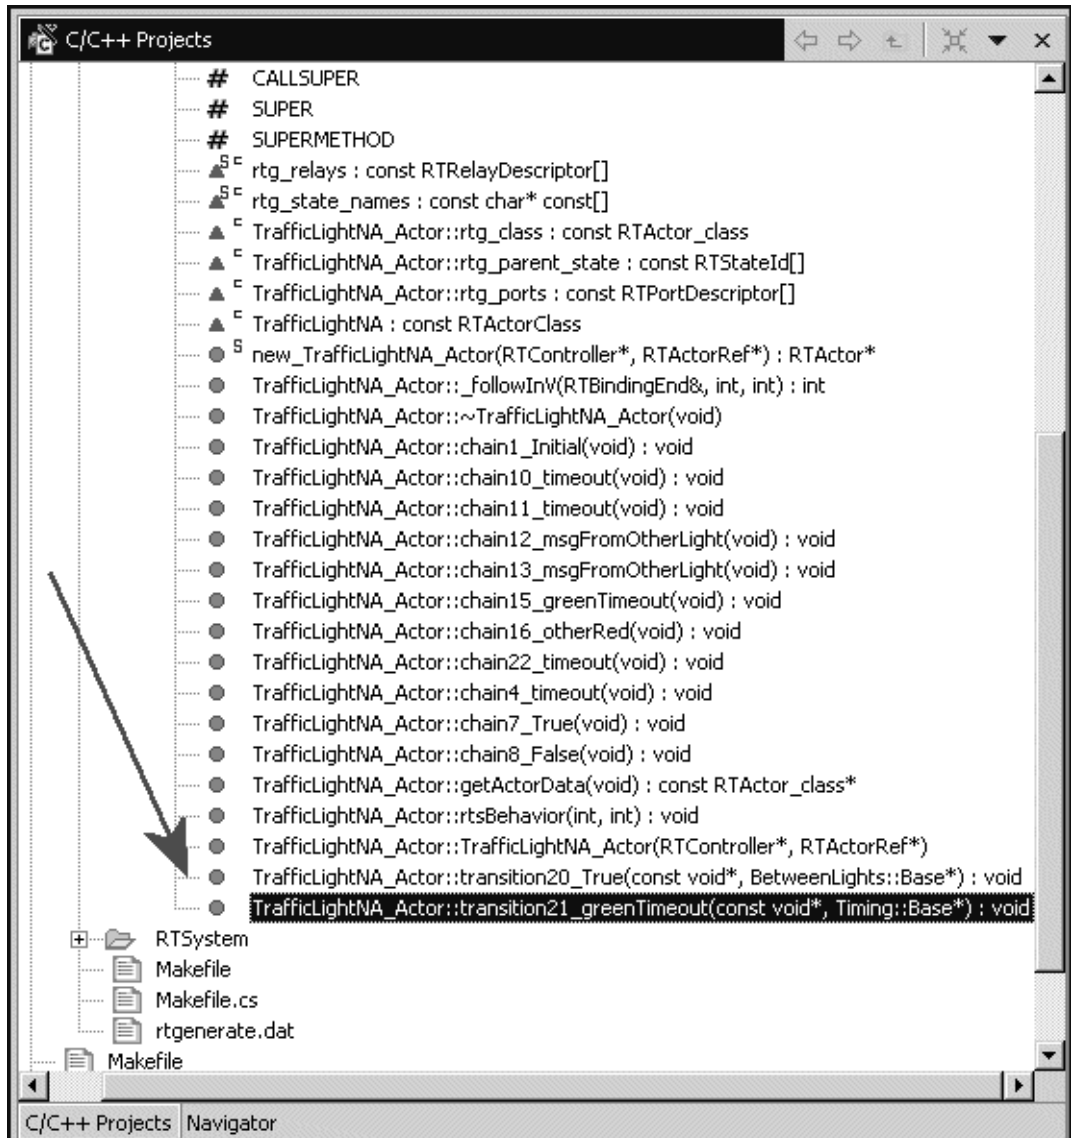 C/C++ Projects
# CALLSUPER
# SUPER
# SUPERMETHOD
S C rtg_relays : const RTRelayDescriptor[]
S C rtg_state_names : const char* const[]
C TrafficLightNA_Actor::rtg_class : const RTActor_class
C TrafficLightNA_Actor::rtg_parent_state : const RTStateId[]
C TrafficLightNA_Actor::rtg_ports : const RTPortDescriptor[]
C TrafficLightNA : const RTActorClass
S new_TrafficLightNA_Actor(RTController*, RTActorRef*) : RTActor*
TrafficLightNA_Actor::_followInV(RTBindingEnd&, int, int) : int
TrafficLightNA_Actor::~TrafficLightNA_Actor(void)
TrafficLightNA_Actor::chain1_Initial(void) : void
TrafficLightNA_Actor::chain10_timeout(void) : void
TrafficLightNA_Actor::chain11_timeout(void) : void
TrafficLightNA_Actor::chain12_msgFromOtherLight(void) : void
TrafficLightNA_Actor::chain13_msgFromOtherLight(void) : void
TrafficLightNA_Actor::chain15_greenTimeout(void) : void
TrafficLightNA_Actor::chain16_otherRed(void) : void
TrafficLightNA_Actor::chain22_timeout(void) : void
TrafficLightNA_Actor::chain4_timeout(void) : void
TrafficLightNA_Actor::chain7_True(void) : void
TrafficLightNA_Actor::chain8_False(void) : void
TrafficLightNA_Actor::getActorData(void) : const RTActor_class*
TrafficLightNA_Actor::rtsBehavior(int, int) : void
TrafficLightNA_Actor::TrafficLightNA_Actor(RTController*, RTActorRef*)
TrafficLightNA_Actor::transition20_True(const void*, BetweenLights::Base*) : void
TrafficLightNA_Actor::transition21_greenTimeout(const void*, Timing::Base*) : void
RTSystem
Makefile
Makefile.cs
rtgenerate.dat
Makefile
C/C++ Projects Navigator